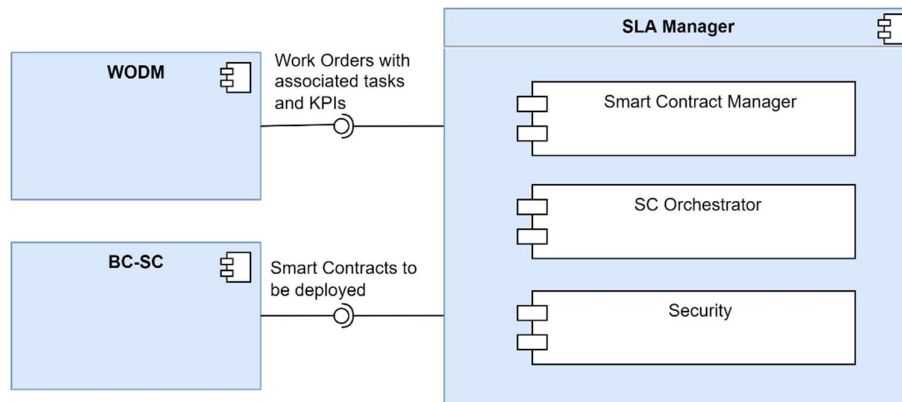 SLA Manager
WODM
Work Orders with
associated tasks
and KPIs
Smart Contract Manager
SC Orchestrator
BC-SC
Smart Contracts to
be deployed
Security